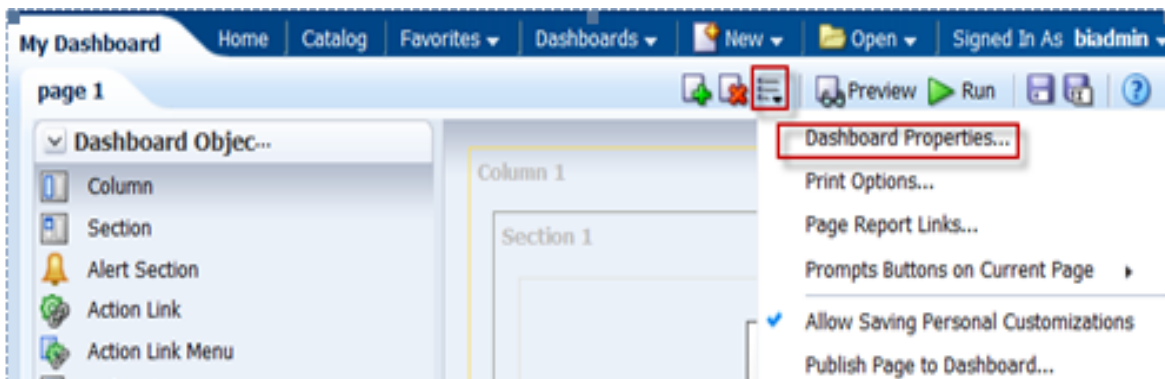 My Dashboard Home Catalog Favorites Dashboards New Open Signed In As biadmin
page 1 Preview Run
Dashboard Objec...
Column
Section
Alert Section
Action Link
Action Link Menu
Column 1
Section 1
Dashboard Properties...
Print Options...
Page Report Links...
Prompts Buttons on Current Page
Allow Saving Personal Customizations
Publish Page to Dashboard...